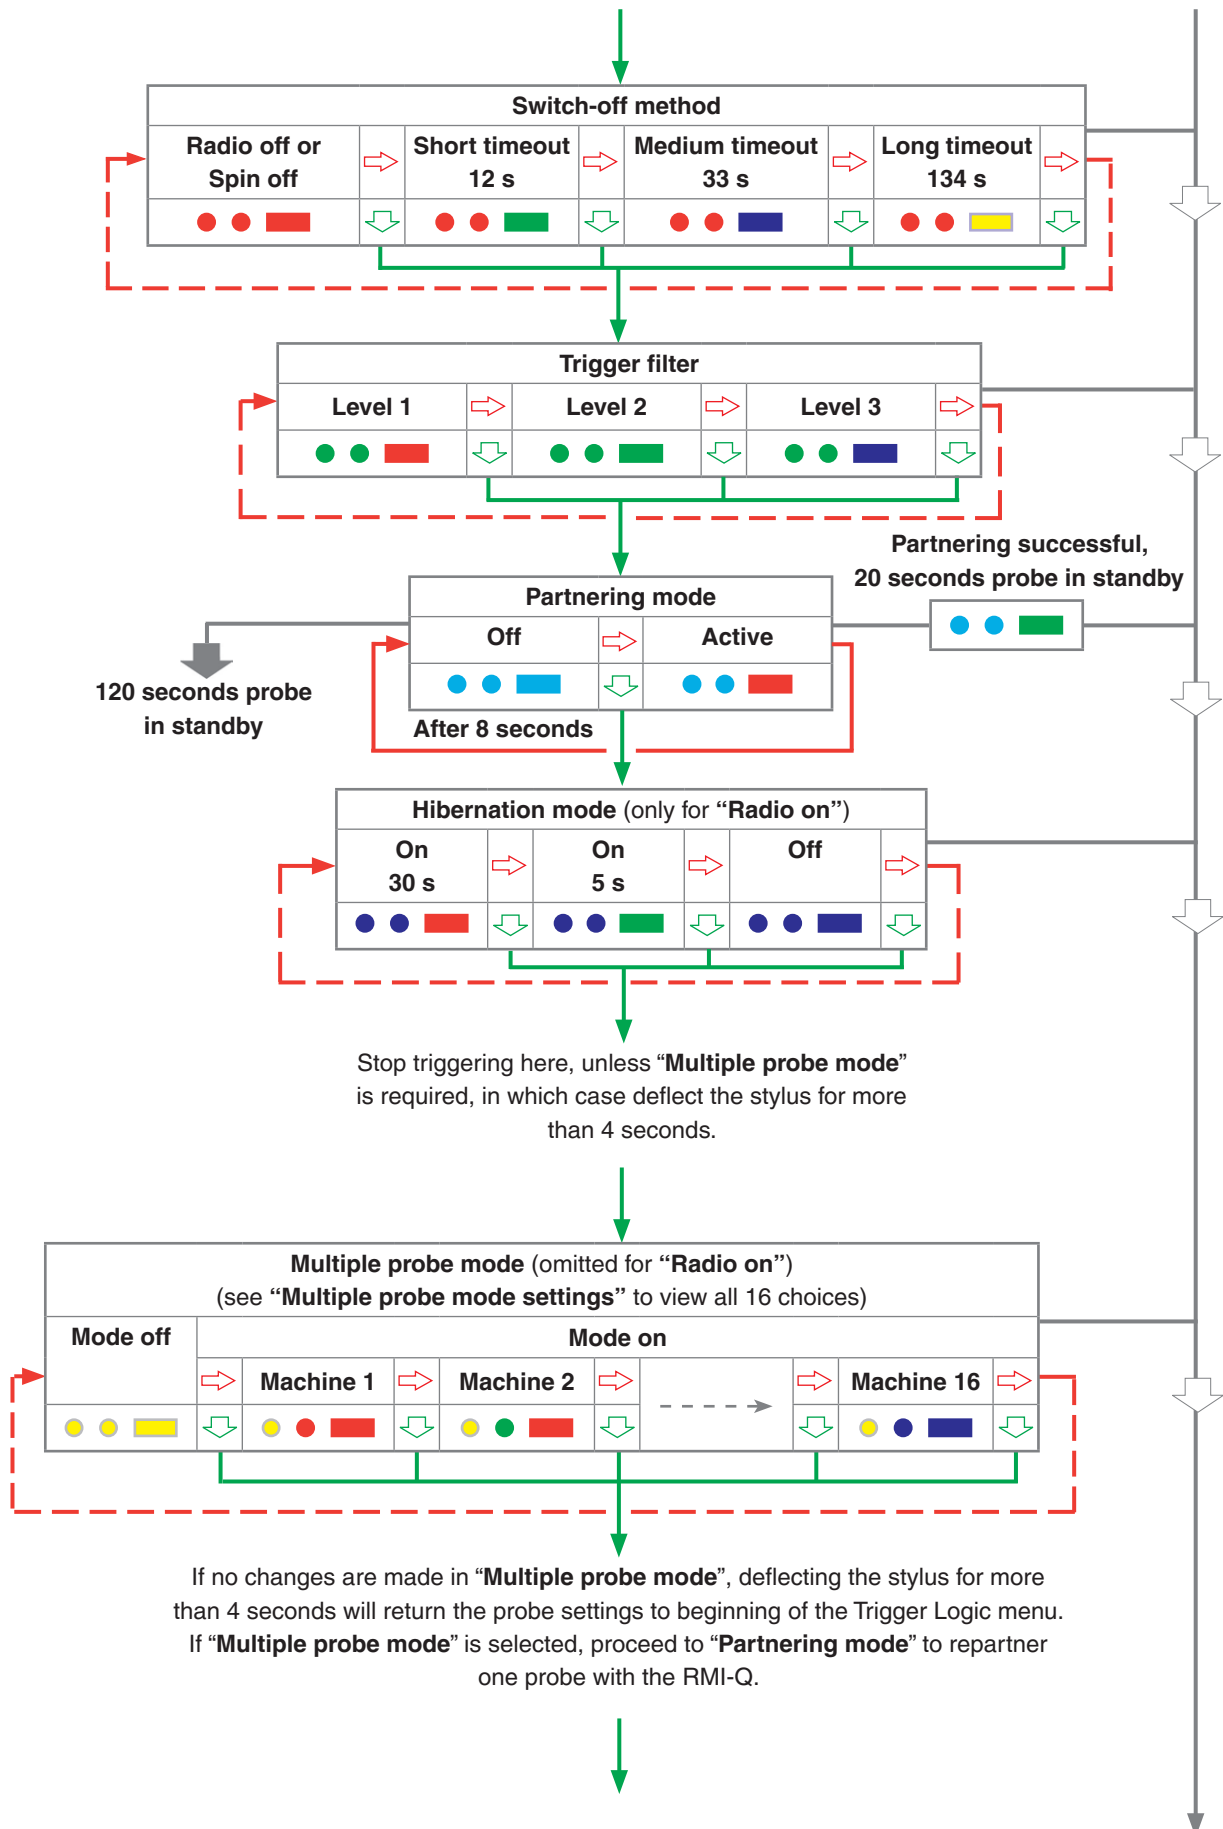 Switch-off method
Radio off or
Spin off
Short timeout
12 s
Medium timeout
33 s
Long timeout
134 s
Trigger filter
Level 1
Level 2
Level 3
Partnering successful,
20 seconds probe in standby
Partnering mode
Off
Active
120 seconds probe
in standby
After 8 seconds
Hibernation mode (only for “Radio on”)
On
30 s
On
5 s
Off
Stop triggering here, unless “Multiple probe mode”
is required, in which case deflect the stylus for more
than 4 seconds.
Multiple probe mode (omitted for “Radio on”)
(see “Multiple probe mode settings” to view all 16 choices)
Mode off
Mode on
Machine 1
Machine 2
Machine 16
If no changes are made in “Multiple probe mode”, deflecting the stylus for more
than 4 seconds will return the probe settings to beginning of the Trigger Logic menu.
If “Multiple probe mode” is selected, proceed to “Partnering mode” to repartner
one probe with the RMI-Q.